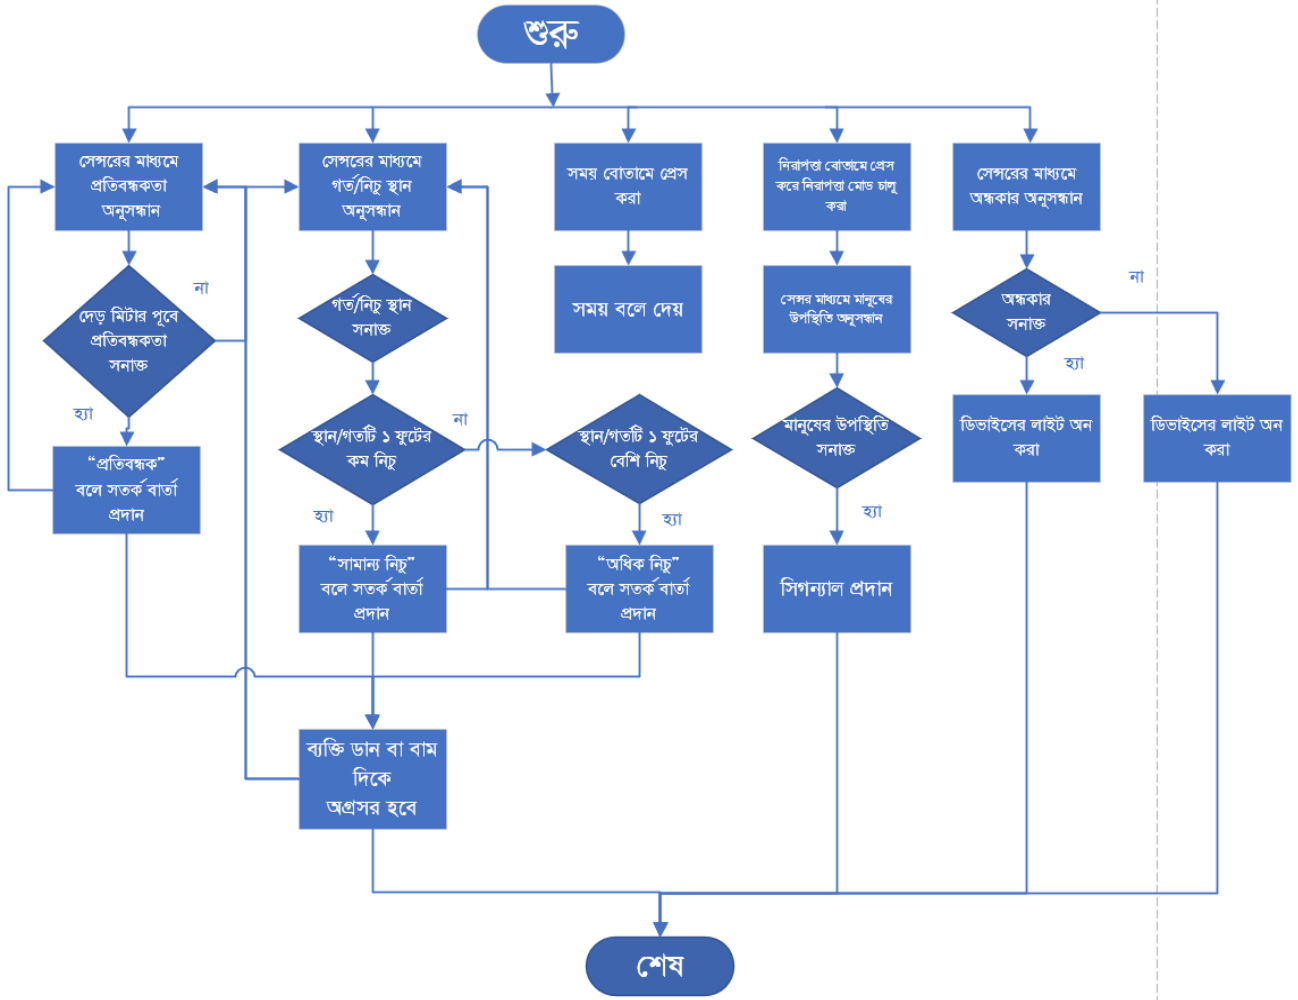 শুরু
সেন্সরের মাধ্যমে
প্রতিবন্ধকতা
অনুসন্ধান
সেন্সরের মাধ্যমে
গর্ত/নিচু স্থান
অনুসন্ধান
সময় বোতামে প্রেস
করা
নিরাপত্তা বোতামে প্রেস
করে নিরাপত্তা মোড চালু
করা
সেন্সরের মাধ্যমে
অন্ধকার অনুসন্ধান
না
দেড় মিটার পূবে
প্রতিবন্ধকতা
সনাক্ত
হ্যা
"প্রতিবন্ধক"
বলে সতর্ক বার্তা
প্রদান
গর্ত/নিচু স্থান
সনাক্ত
স্থান/গর্তটি ১ ফুটের
কম নিচু
না
হ্যা
"সামান্য নিচু"
বলে সতর্ক বার্তা
প্রদান
স্থান/গর্তটি ১ ফুটের
বেশি নিচু
হ্যা
"অধিক নিচু"
বলে সতর্ক বার্তা
প্রদান
সময় বলে দেয়
সেন্সর মাধ্যমে মানুষের
উপস্থিতি অনুসন্ধান
মানুষের উপস্থিতি
সনাক্ত
হ্যা
সিগন্যাল প্রদান
অন্ধকার
সনাক্ত
না
হ্যা
ডিভাইসের লাইট অন
করা
ডিভাইসের লাইট অন
করা
ব্যক্তি ডান বা বাম
দিকে
অগ্রসর হবে
শেষ